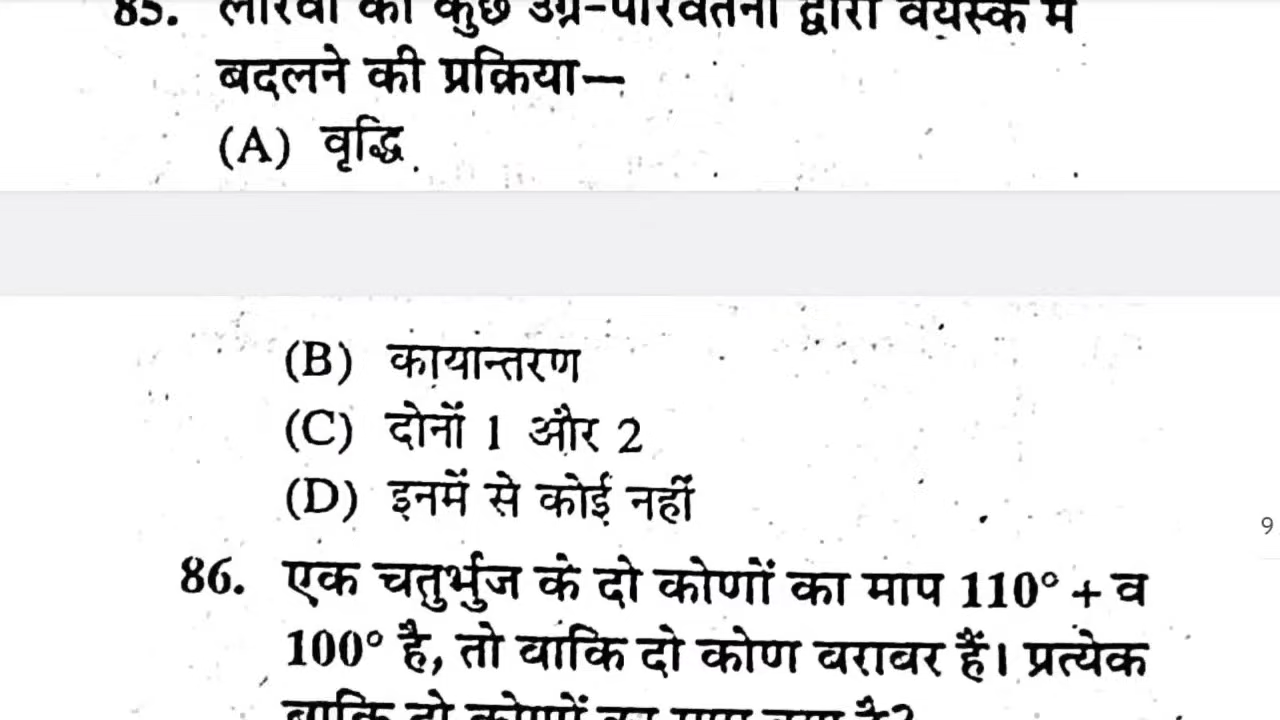 85. लारवा को कुछ उग्र-परिवर्तनों द्वारा वयस्क में
बदलने की प्रक्रिया—
(A) वृद्धि
(B) कायान्तरण
(C) दोनों 1 और 2
(D) इनमें से कोई नहीं
9
86. एक चतुर्भुज के दो कोणों का माप 110° + व
100° है, तो वाकि दो कोण बराबर हैं। प्रत्येक
बाकि दो कोणों का माप क्या है?